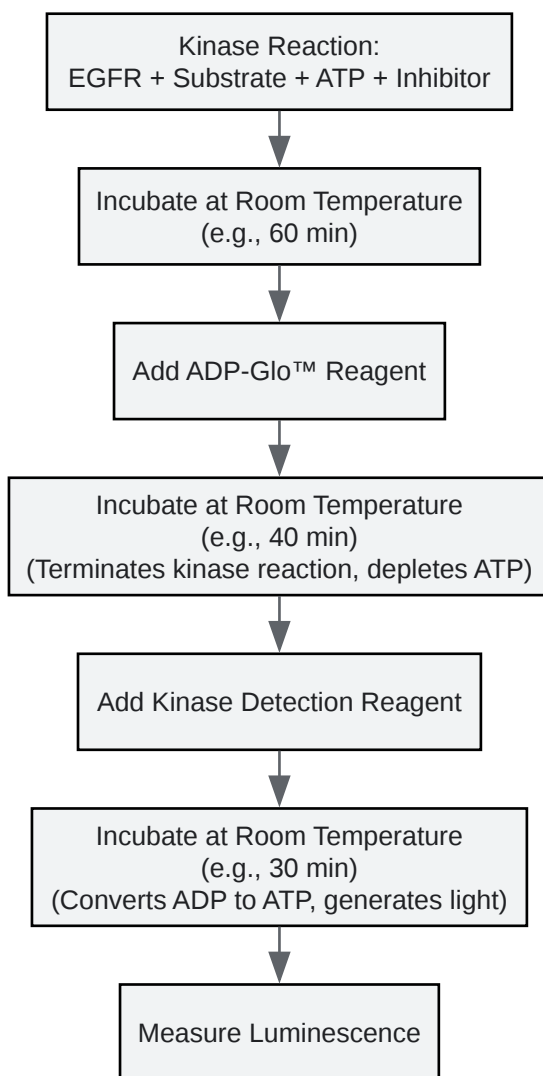 Kinase Reaction:
EGFR + Substrate + ATP + Inhibitor
Incubate at Room Temperature
(e.g., 60 min)
Add ADP-Glo™ Reagent
Incubate at Room Temperature
(e.g., 40 min)
(Terminates kinase reaction, depletes ATP)
Add Kinase Detection Reagent
Incubate at Room Temperature
(e.g., 30 min)
(Converts ADP to ATP, generates light)
Measure Luminescence